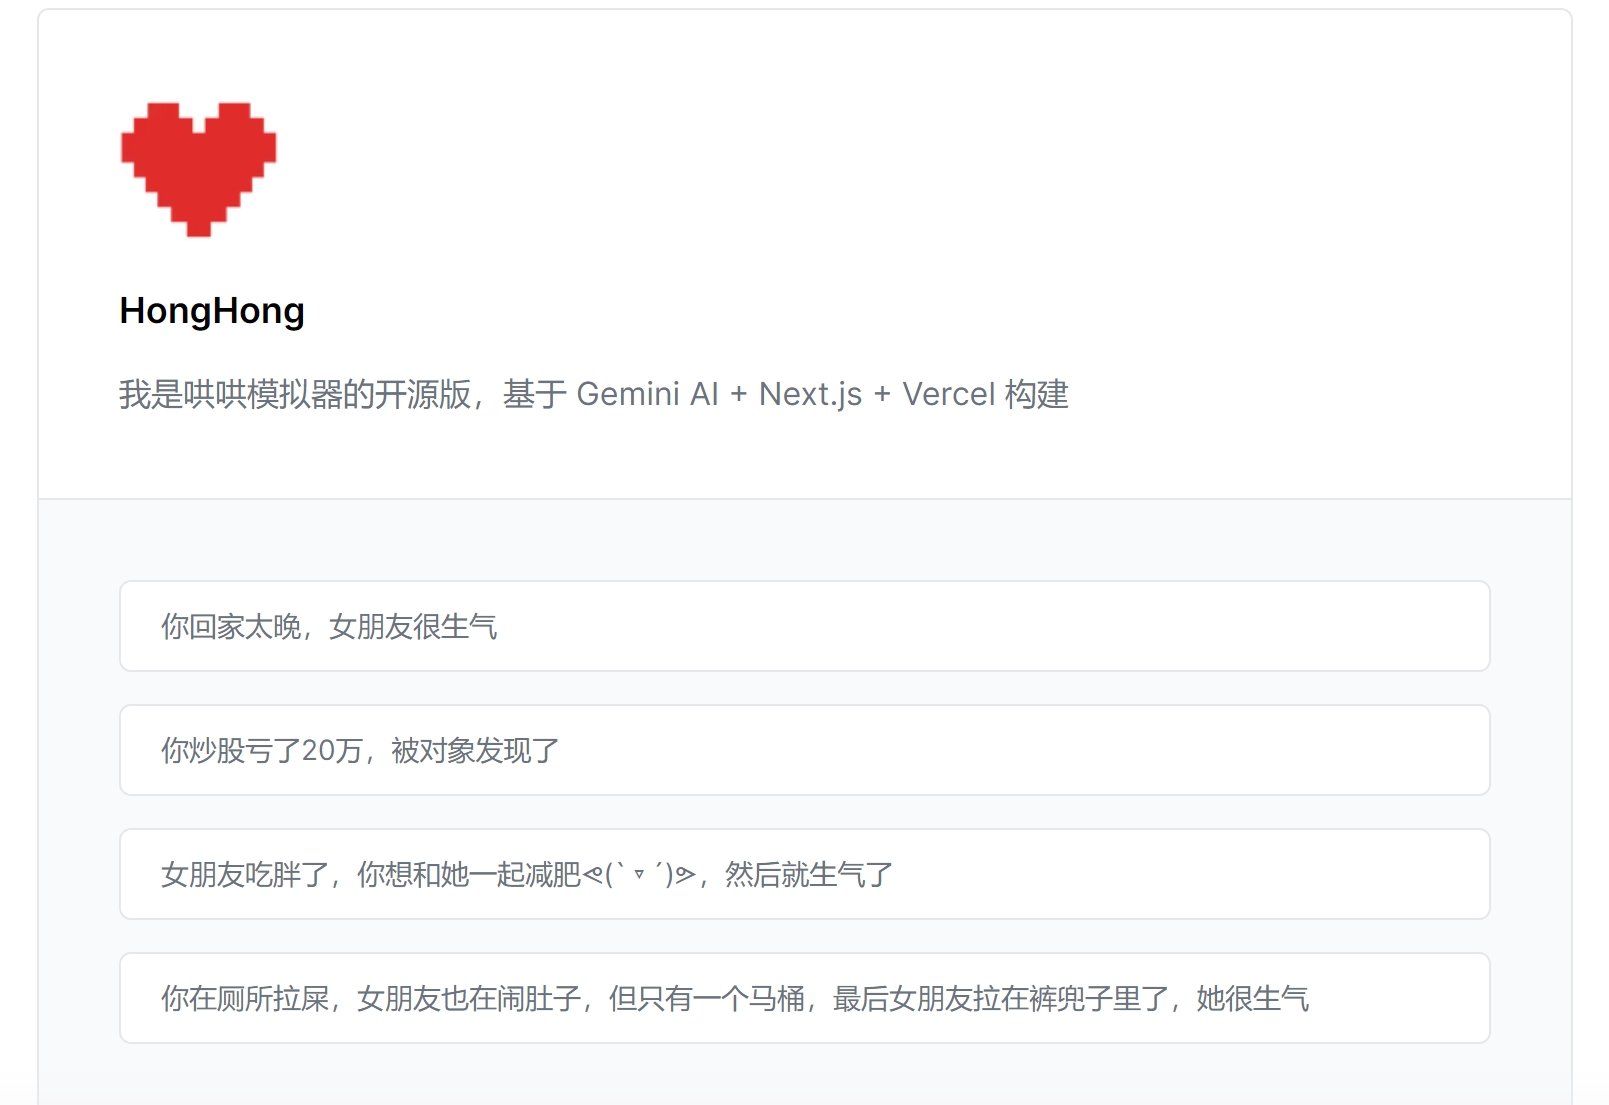 HongHong
我是哄哄模拟器的开源版，基于 Gemini AI + Next.js + Vercel 构建
你回家太晚，女朋友很生气
你炒股亏了20万，被对象发现了
女朋友吃胖了，你想和她一起减肥⋖(`▿´)⋗，然后就生气了
你在厕所拉屎，女朋友也在闹肚子，但只有一个马桶，最后女朋友拉在裤兜子里了，她很生气